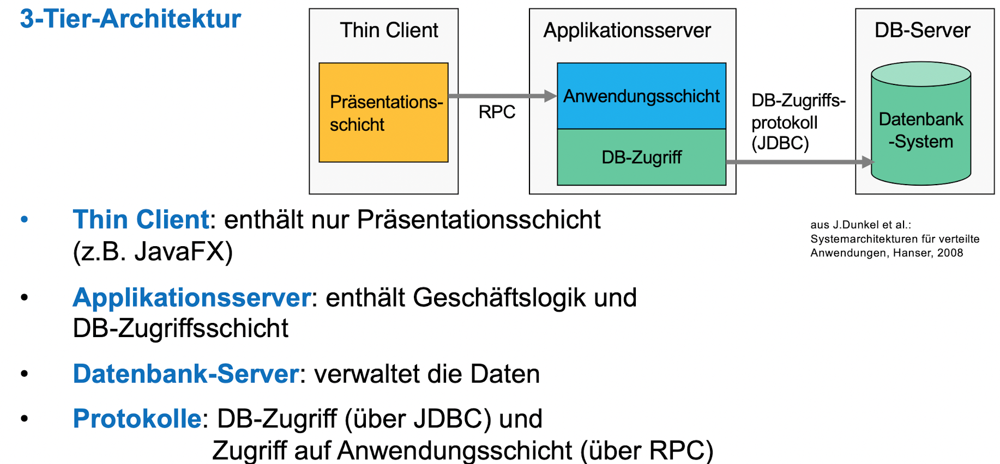 3-Tier-Architektur
Thin Client
Präsentations-
schicht
RPC
Applikationsserver
Anwendungsschicht
DB-Zugriff
DB-Zugriffs-
protokoll
(JDBC)
DB-Server
Datenbank
-System
• Thin Client: enthält nur Präsentationsschicht
(z.B. JavaFX)
aus J.Dunkel et al.:
Systemarchitekturen für verteilte
Anwendungen, Hanser, 2008
• Applikationsserver: enthält Geschäftslogik und
DB-Zugriffsschicht
• Datenbank-Server: verwaltet die Daten
• Protokolle: DB-Zugriff (über JDBC) und
Zugriff auf Anwendungsschicht (über RPC)